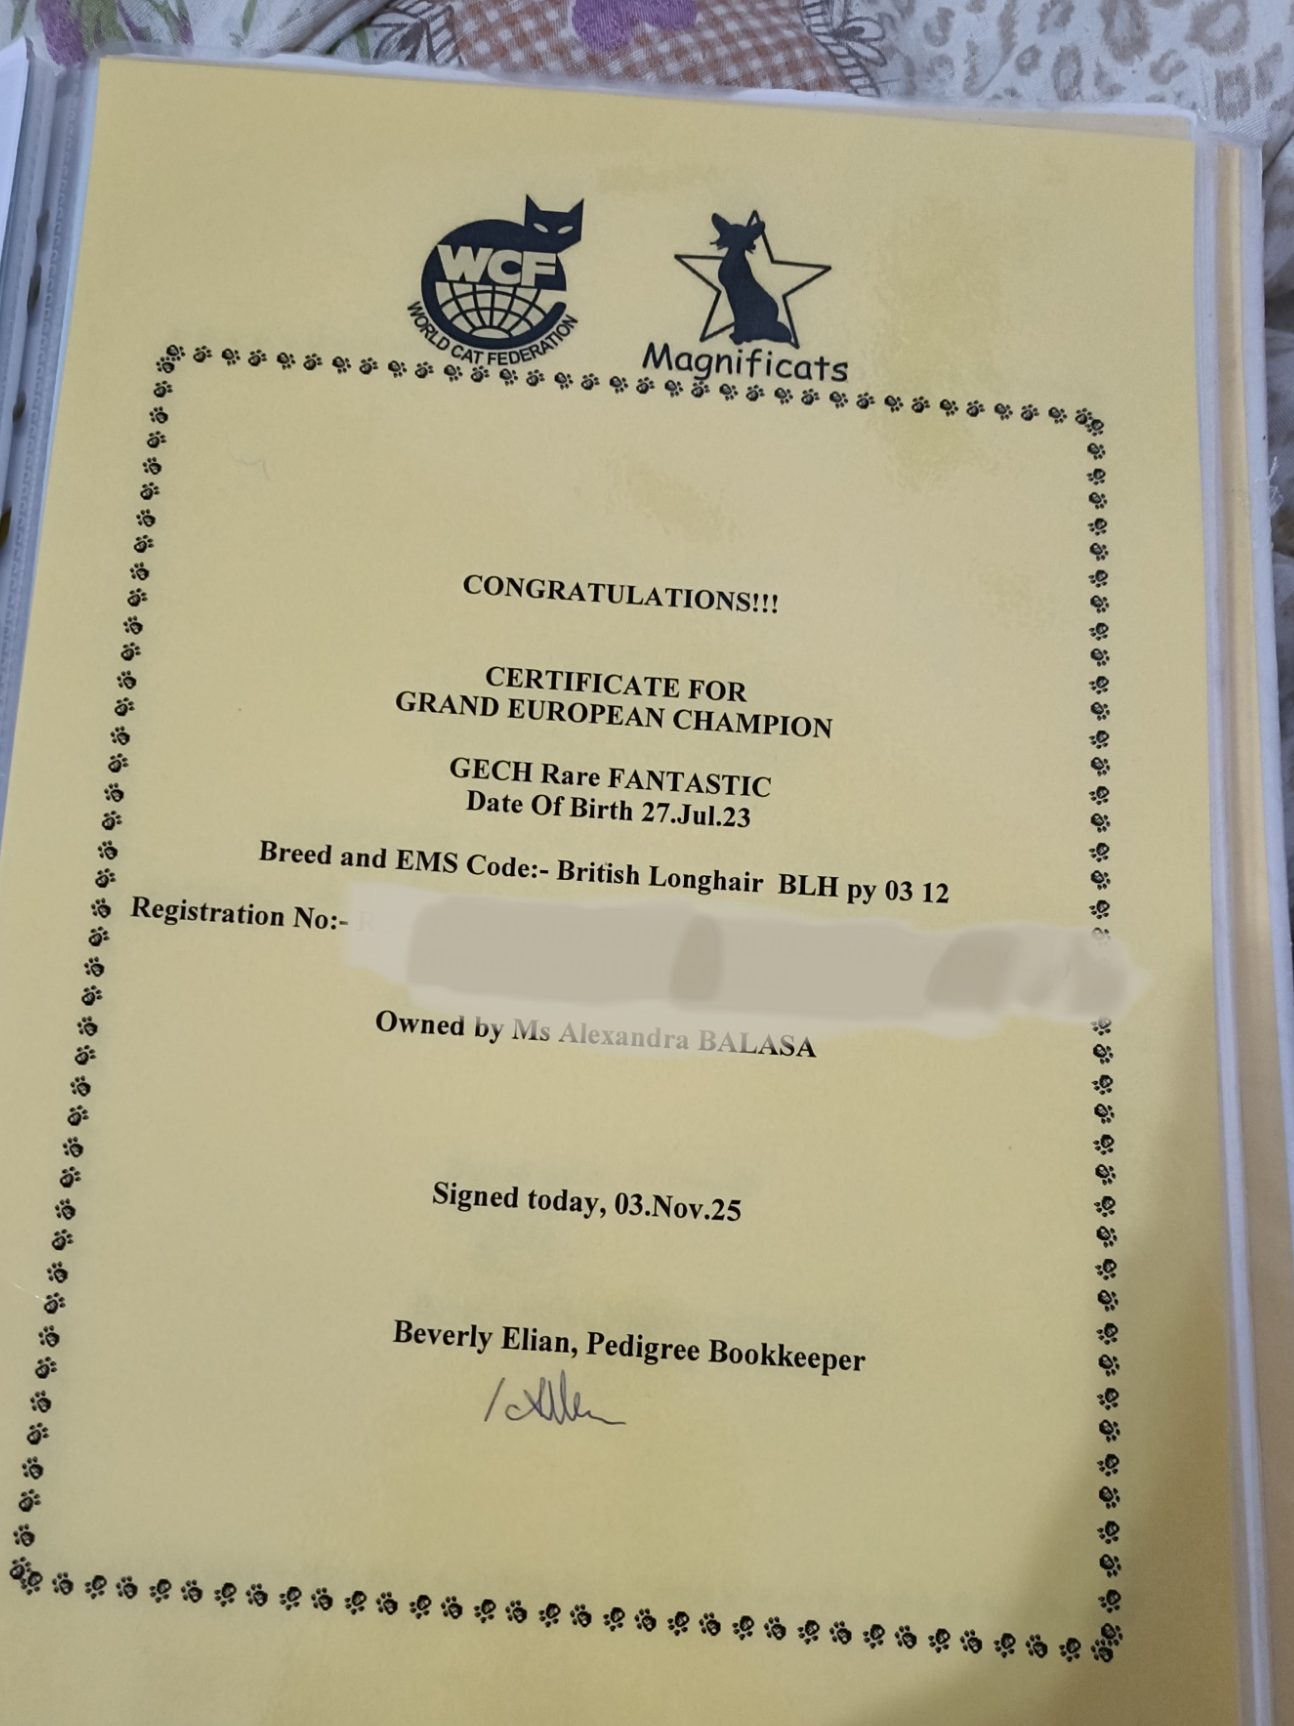 WCF
WORLD CAT FEDERATION
Magnificats
CONGRATULATIONS!!!
CERTIFICATE FOR
GRAND EUROPEAN CHAMPION
GECH Rare FANTASTIC
Date Of Birth 27.Jul.23
Breed and EMS Code:- British Longhair BLH py 03 12
Registration No:- R
Owned by Ms Alexandra BALASA
Signed today, 03.Nov.25
Beverly Elian, Pedigree Bookkeeper